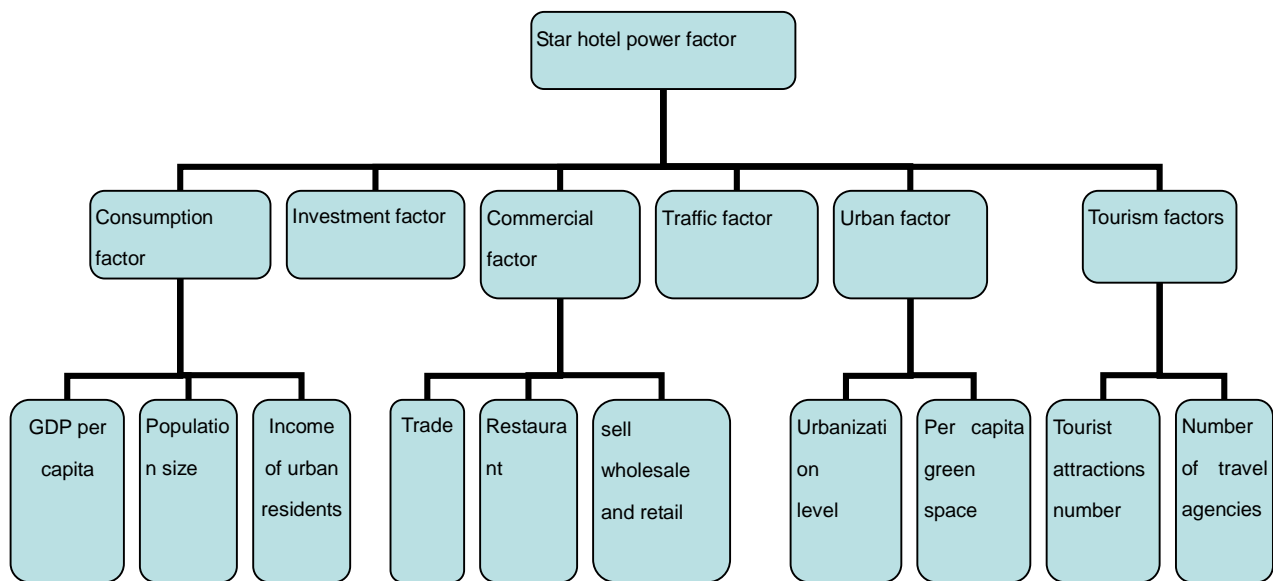 Star hotel power factor
Consumption
factor
Investment factor
Commercial
factor
Traffic factor
Urban factor
Tourism factors
GDP per
capita
Populatio
n size
Income
of urban
residents
Trade
Restaura
nt
sell
wholesale
and retail
Urbanizati
on
level
Per capita
green
space
Tourist
attractions
number
Number
of travel
agencies